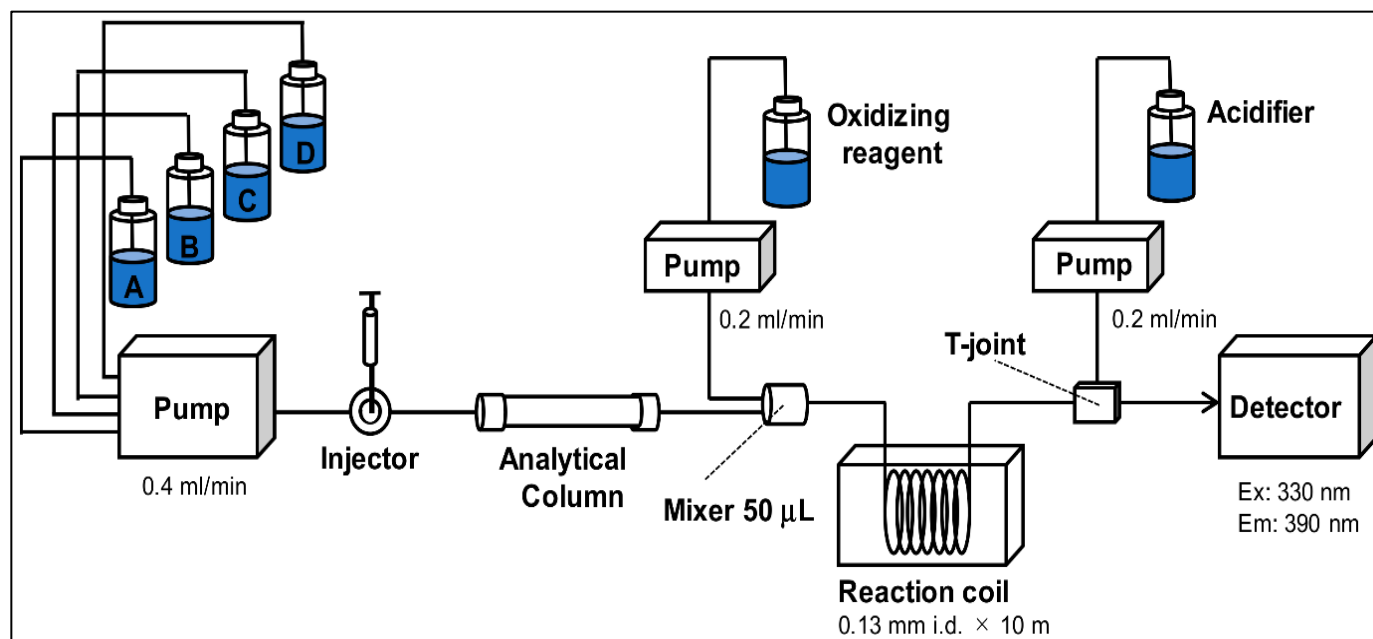 A
B
C
D
Pump
0.4 ml/min
Injector
Analytical
Column
Oxidizing
reagent
Pump
0.2 ml/min
Mixer 50 μL
Reaction coil
0.13 mm i.d. × 10 m
Acidifier
Pump
0.2 ml/min
T-joint
Detector
Ex: 330 nm
Em: 390 nm